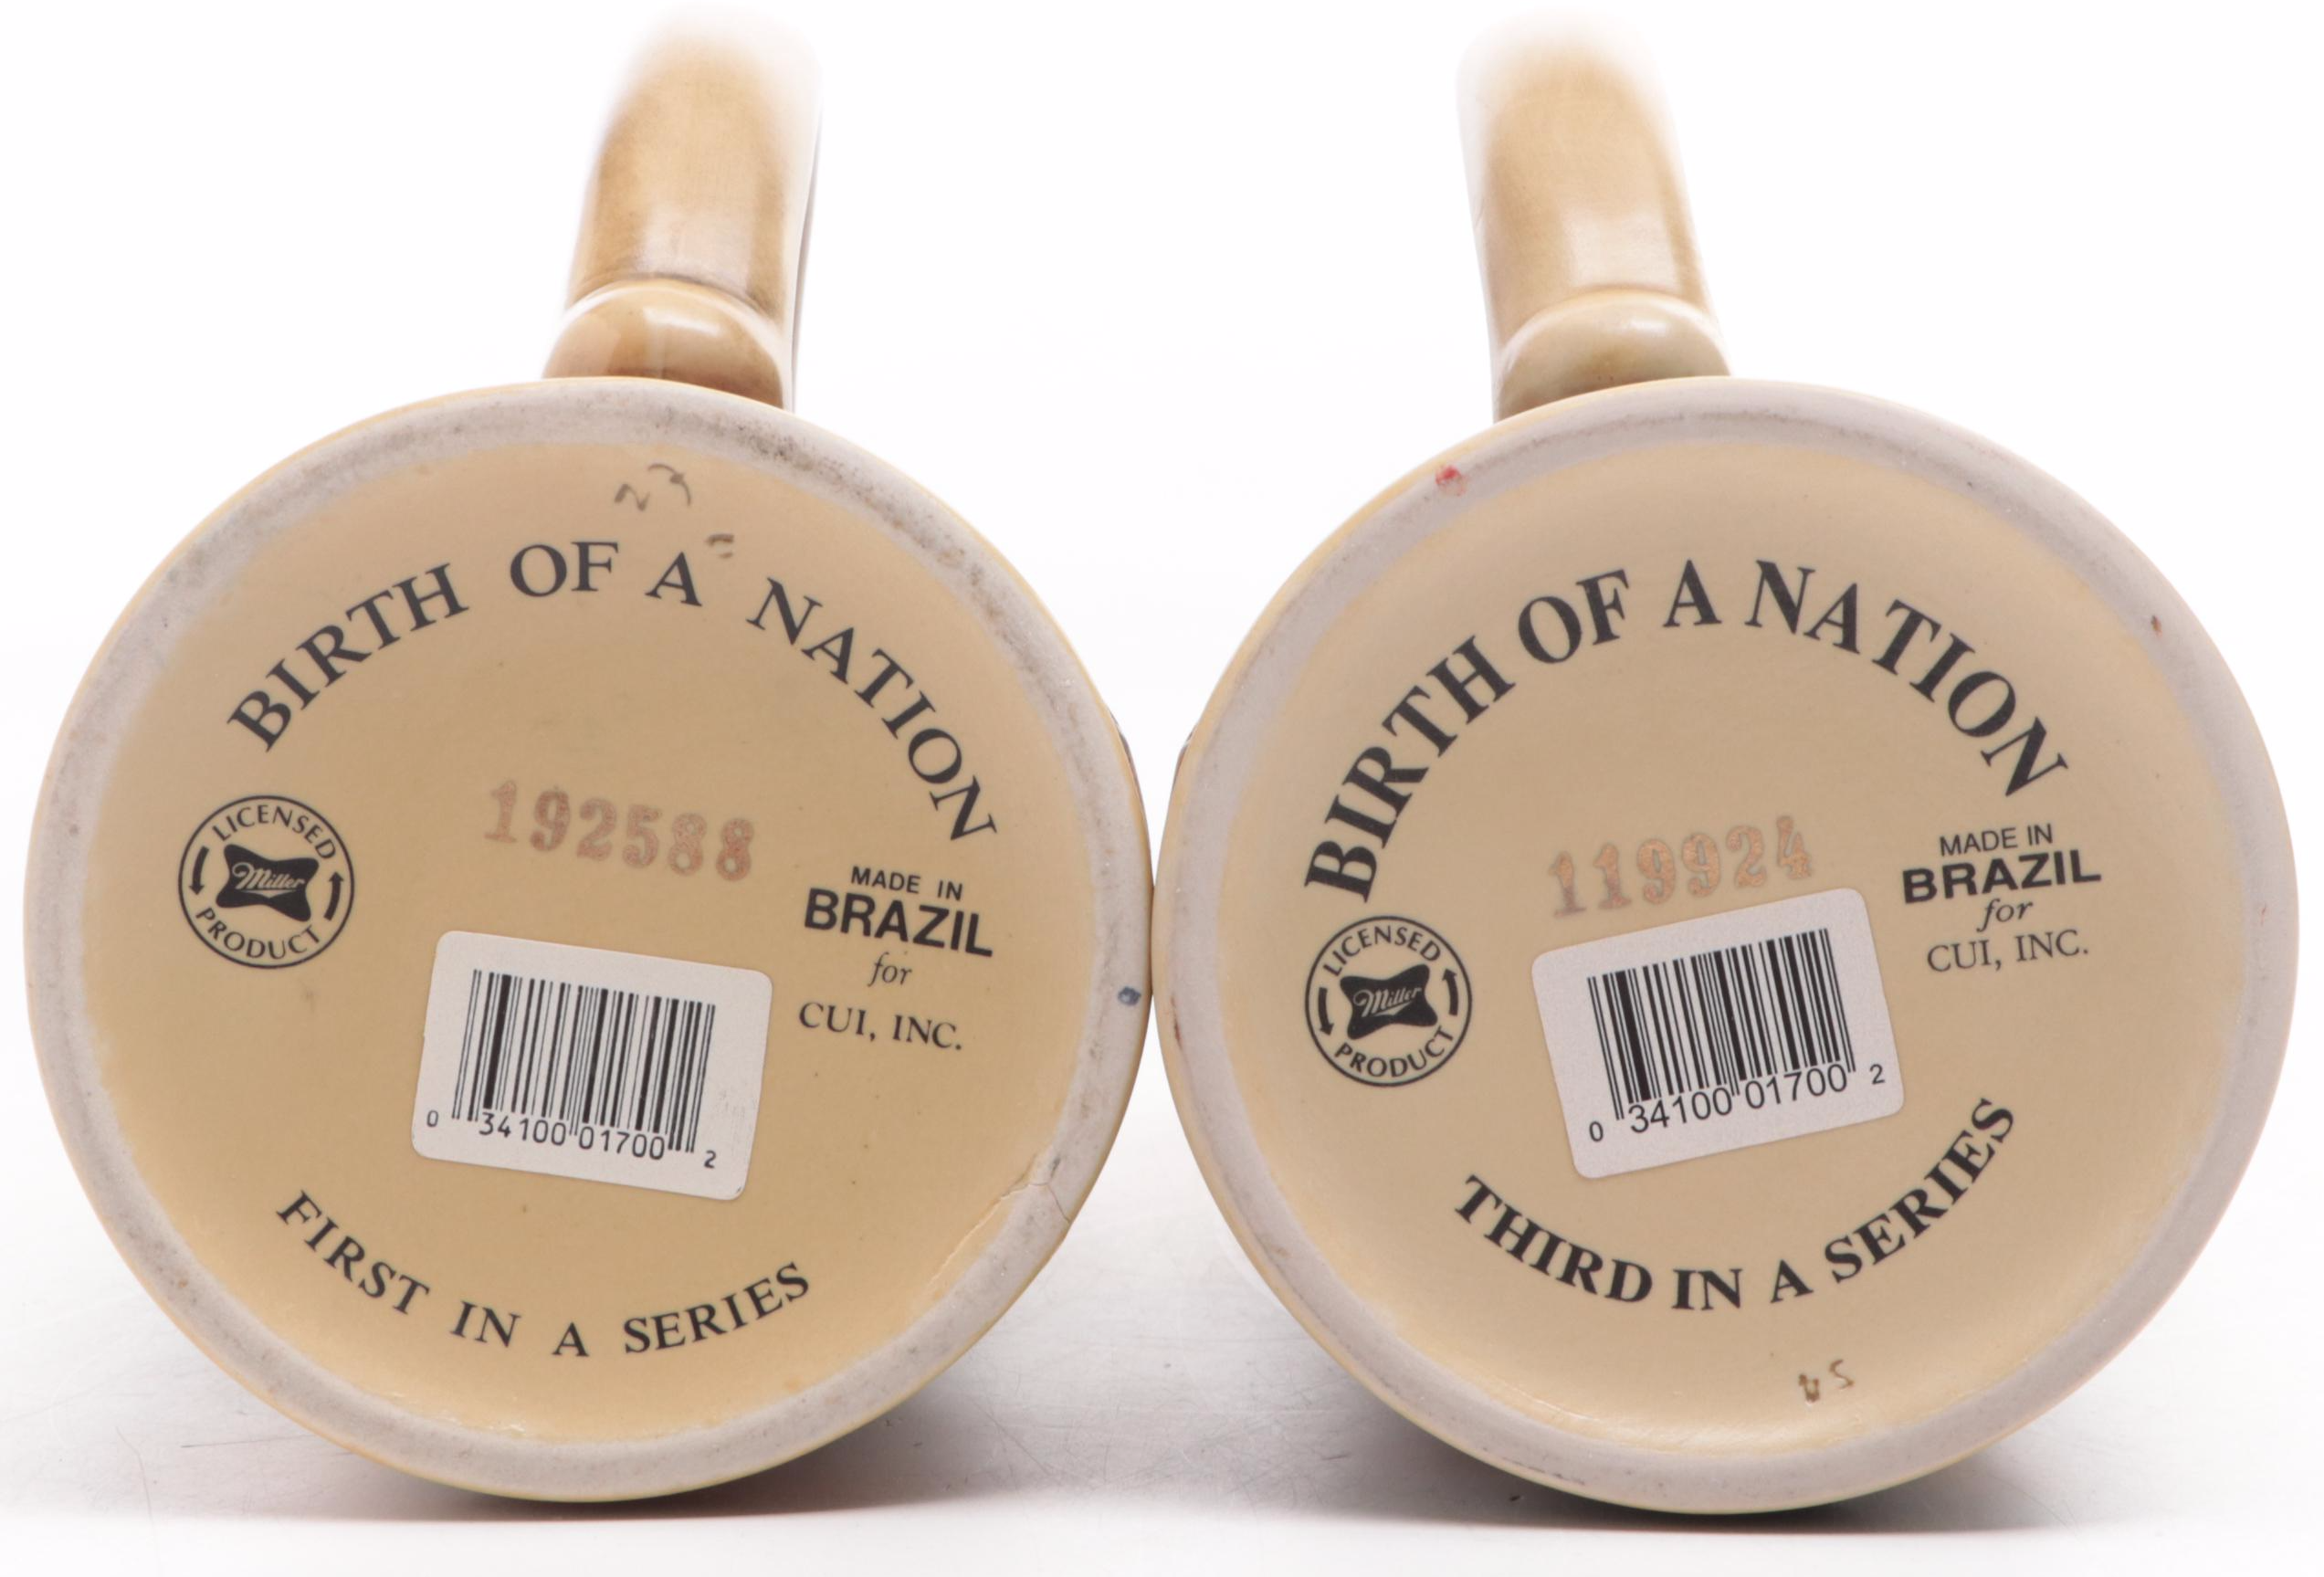 BIRTH OF A NATION
192588
LICENSED
Miller
PRODUCT
MADE IN
BRAZIL
for
CUI, INC.
0 34100 01700 2
FIRST IN A SERIES
BIRTH OF A NATION
119924
MADE IN
BRAZIL
for
CUI, INC.
LICENSED
Miller
PRODUCT
0 34100 01700 2
THIRD IN A SERIES